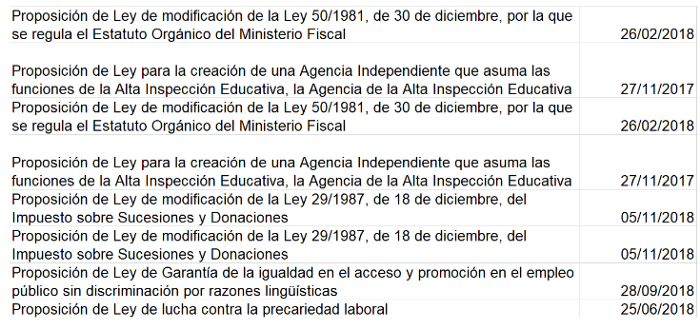 Proposición de Ley de modificación de la Ley 50/1981, de 30 de diciembre, por la que
se regula el Estatuto Orgánico del Ministerio Fiscal 26/02/2018
Proposición de Ley para la creación de una Agencia Independiente que asuma las
funciones de la Alta Inspección Educativa, la Agencia de la Alta Inspección Educativa 27/11/2017
Proposición de Ley de modificación de la Ley 50/1981, de 30 de diciembre, por la que
se regula el Estatuto Orgánico del Ministerio Fiscal 26/02/2018
Proposición de Ley para la creación de una Agencia Independiente que asuma las
funciones de la Alta Inspección Educativa, la Agencia de la Alta Inspección Educativa 27/11/2017
Proposición de Ley de modificación de la Ley 29/1987, de 18 de diciembre, del
Impuesto sobre Sucesiones y Donaciones 05/11/2018
Proposición de Ley de modificación de la Ley 29/1987, de 18 de diciembre, del
Impuesto sobre Sucesiones y Donaciones 05/11/2018
Proposición de Ley de Garantía de la igualdad en el acceso y promoción en el empleo
público sin discriminación por razones lingüísticas 28/09/2018
Proposición de Ley de lucha contra la precariedad laboral 25/06/2018